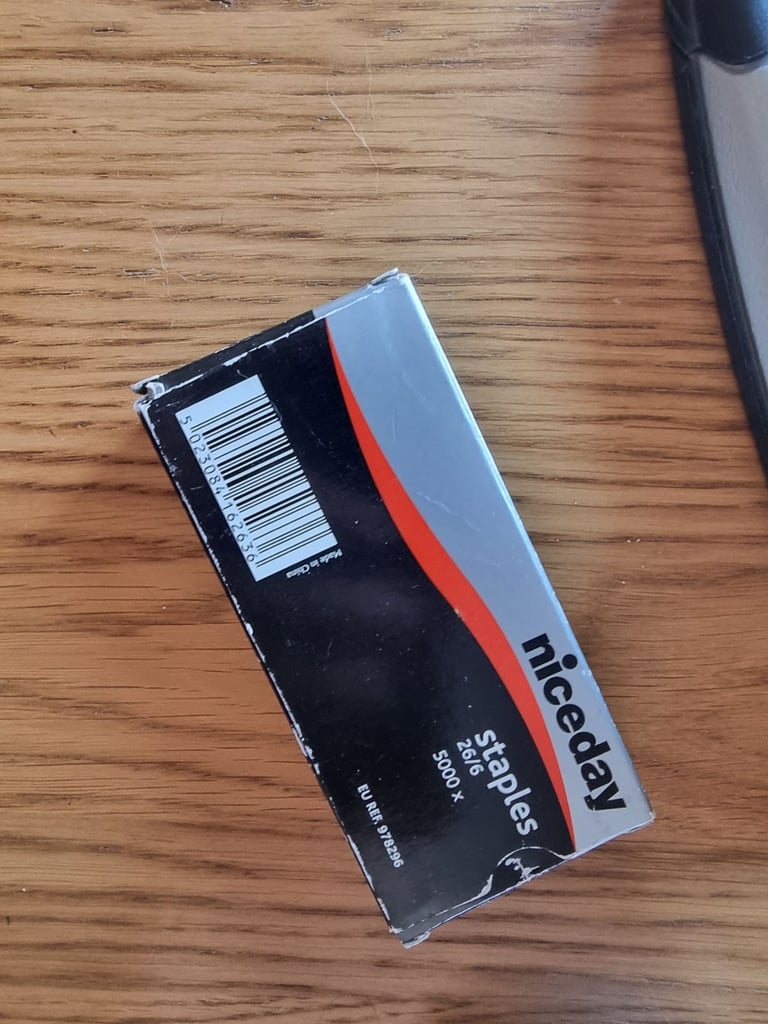 niceday
staples
26/6
5000 x
EU REF. 978296
Made in China
5 023084 162636